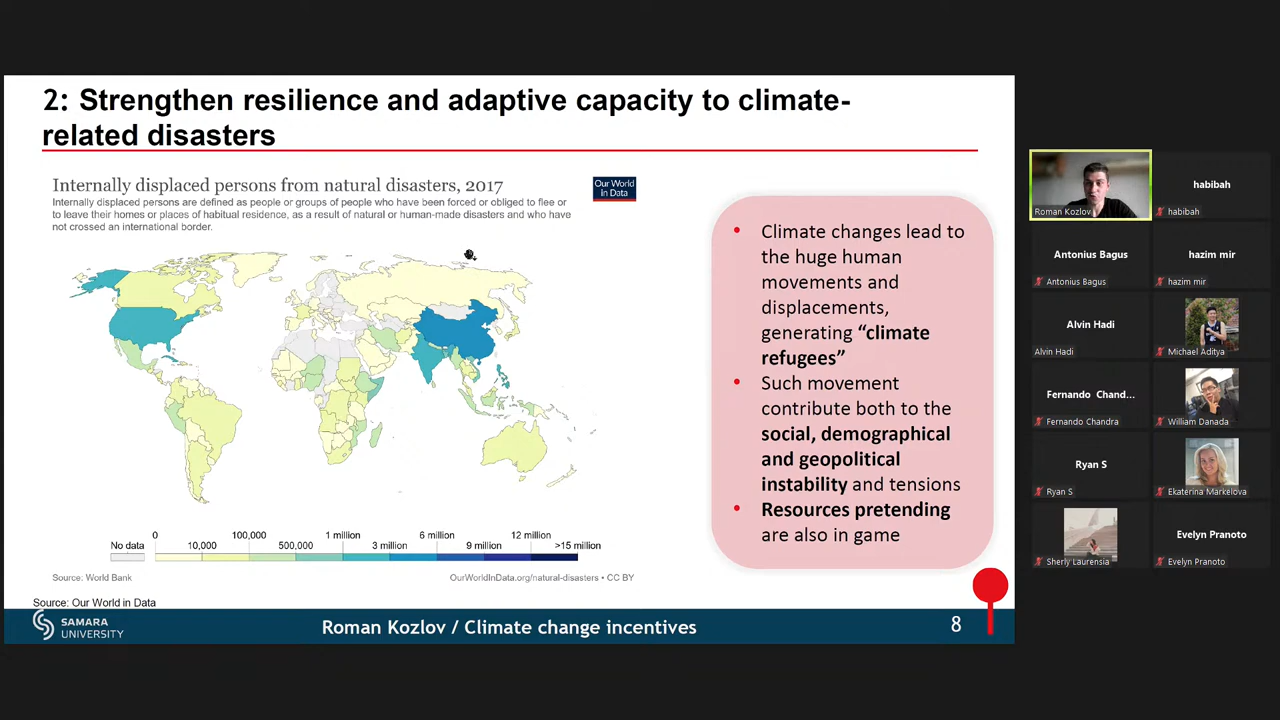 2: Strengthen resilience and adaptive capacity to climate-
related disasters
Internally displaced persons from natural disasters, 2017
Internally displaced persons are defined as people or groups of people who have been forced or obliged to flee or
to leave their homes or places of habitual residence, as a result of natural or human-made disasters and who have
not crossed an international border.
Our World
in Data
No data
0
10,000
100,000
500,000
1 million
3 million
6 million
9 million
12 million
>15 million
Source: World Bank
OurWorldInData.org/natural-disasters • CC BY
Source: Our World in Data
• Climate changes lead to
the huge human
movements and
displacements,
generating “climate
refugees”
• Such movement
contribute both to the
social, demographical
and geopolitical
instability and tensions
• Resources pretending
are also in game
SAMARA
UNIVERSITY
Roman Kozlov / Climate change incentives
8
Roman Kozlov
habibah
habibah
Antonius Bagus
Antonius Bagus
hazim mir
hazim mir
Alvin Hadi
Alvin Hadi
Michael Aditya
Fernando Chand...
Fernando Chandra
William Danada
Ryan S
Ryan S
Ekaterina Markelova
Sherly Laurensia
Evelyn Pranoto
Evelyn Pranoto